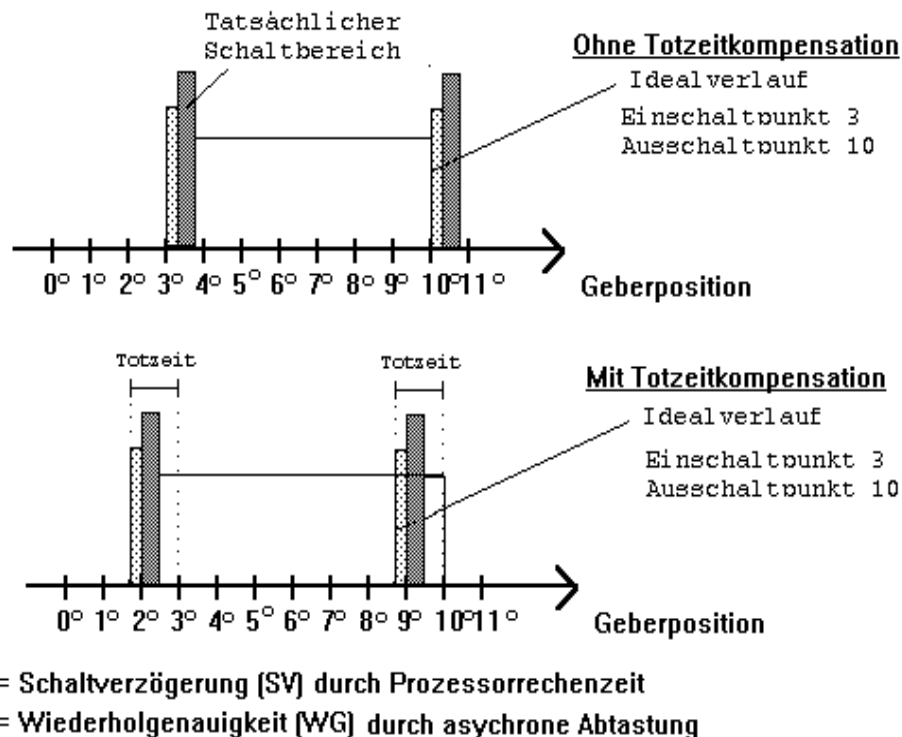 Tatsächlicher
Schaltbereich
Ohne Totzeitkompensation
Idealverlauf
Einschaltpunkt 3
Ausschaltpunkt 10
0° 1° 2° 3° 4° 5° 6° 7° 8° 9° 10° 11°
Geberposition
Totzeit
Totzeit
Mit Totzeitkompensation
Idealverlauf
Einschaltpunkt 3
Ausschaltpunkt 10
0° 1° 2° 3° 4° 5° 6° 7° 8° 9° 10° 11°
Geberposition
= Schaltverzögerung (SV) durch Prozessorrechenzeit
= Wiederholgenauigkeit (WG) durch asychrone Abtastung